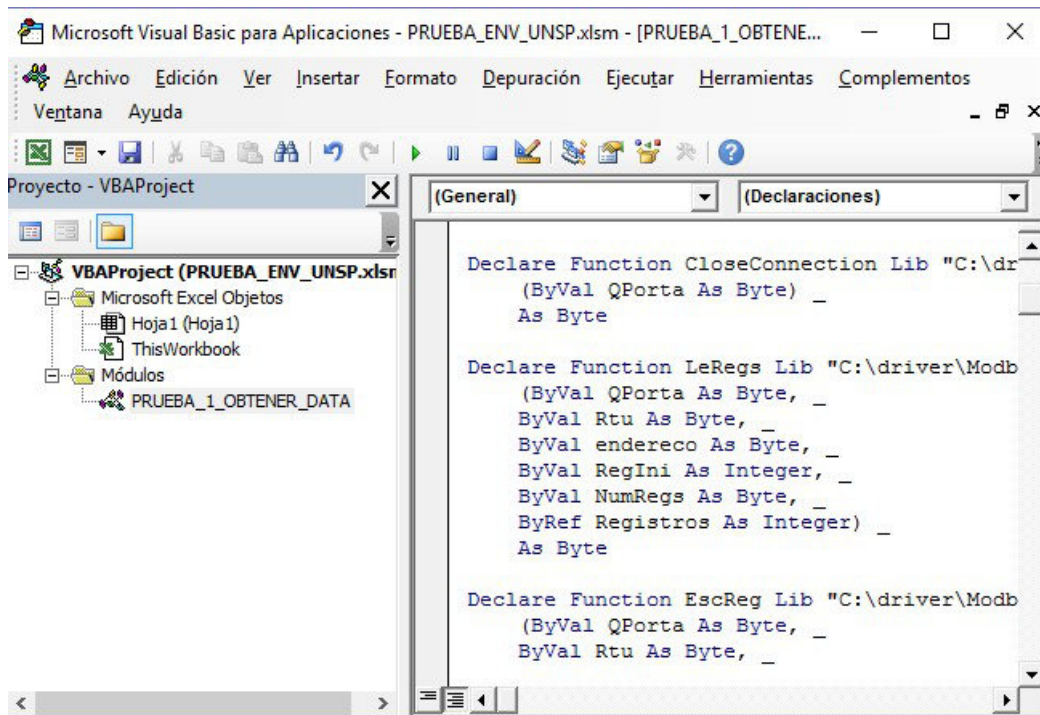 Microsoft Visual Basic para Aplicaciones - PRUEBA_ENV_UNSP.xlsm - [PRUEBA_1_OBTENE...
Archivo Edición Ver Insertar Formato Depuración Ejecutar Herramientas Complementos
Ventana Ayuda
Proyecto - VBAProject
VBAProject (PRUEBA_ENV_UNSP.xlsm
Microsoft Excel Objetos
Hoja1 (Hoja1)
ThisWorkbook
Módulos
PRUEBA_1_OBTENER_DATA
(General) (Declaraciones)
Declare Function CloseConnection Lib "C:\dr
(ByVal QPorta As Byte) _
As Byte
Declare Function LeRegs Lib "C:\driver\Modb
(ByVal QPorta As Byte, _
ByVal Rtu As Byte, _
ByVal endereco As Byte, _
ByVal RegIni As Integer, _
ByVal NumRegs As Byte, _
ByRef Registros As Integer) _
As Byte
Declare Function EscReg Lib "C:\driver\Modb
(ByVal QPorta As Byte, _
ByVal Rtu As Byte, _